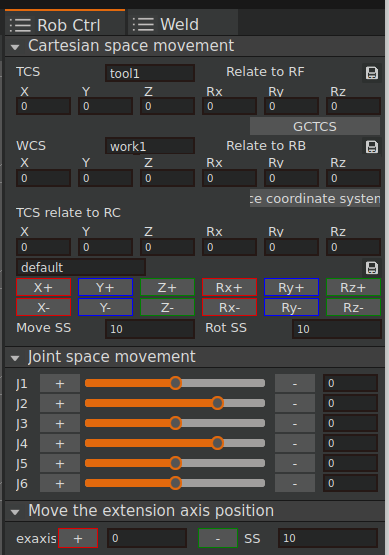 Rob Ctrl Weld
Cartesian space movement
TCS tool1 Relate to RF
X Y Z Rx Ry Rz
0 0 0 0 0 0
GCTCS
WCS work1 Relate to RB
X Y Z Rx Ry Rz
0 0 0 0 0 0
ce coordinate system
TCS relate to RC
X Y Z Rx Ry Rz
0 0 0 0 0 0
default
X+ Y+ Z+ Rx+ Ry+ Rz+
X- Y- Z- Rx- Ry- Rz-
Move SS 10 Rot SS 10
Joint space movement
J1 + - 0
J2 + - 0
J3 + - 0
J4 + - 0
J5 + - 0
J6 + - 0
Move the extension axis position
exaxis + 0 - SS 10